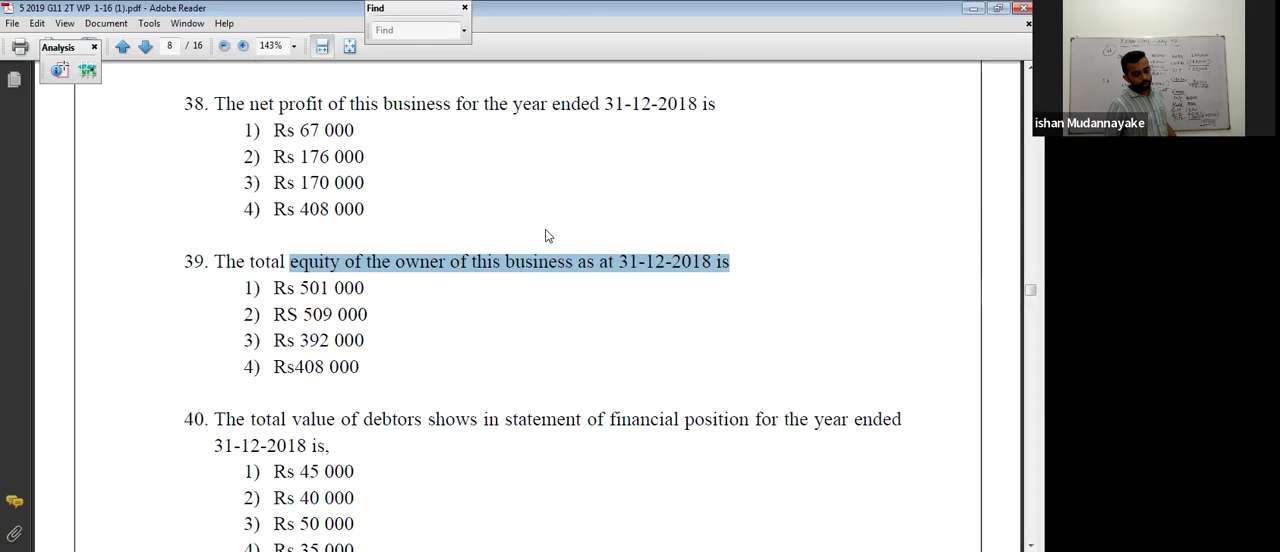 5 2019 G11 2T WP 1-16 (1).pdf - Adobe Reader
File Edit View Document Tools Window Help
Find
Find
Analysis
8 / 16 143%
38. The net profit of this business for the year ended 31-12-2018 is
1) Rs 67 000
2) Rs 176 000
3) Rs 170 000
4) Rs 408 000
39. The total equity of the owner of this business as at 31-12-2018 is
1) Rs 501 000
2) RS 509 000
3) Rs 392 000
4) Rs408 000
40. The total value of debtors shows in statement of financial position for the year ended
31-12-2018 is,
1) Rs 45 000
2) Rs 40 000
3) Rs 50 000
4) Rs 35 000
ishan Mudannayake